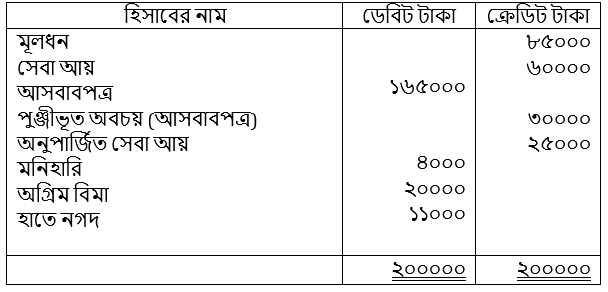 হিসাবের নাম ডেবিট টাকা ক্রেডিট টাকা
মূলধন ৮৫০০০
সেবা আয় ৬০০০০
আসবাবপত্র ১৬৫০০০
পুঞ্জীভূত অবচয় (আসবাবপত্র) ৩০০০০
অনুপার্জিত সেবা আয় ২৫০০০
মনিহারি ৪০০০
অগ্রিম বিমা ২০০০০
হাতে নগদ ১১০০০
২০০০০০ ২০০০০০